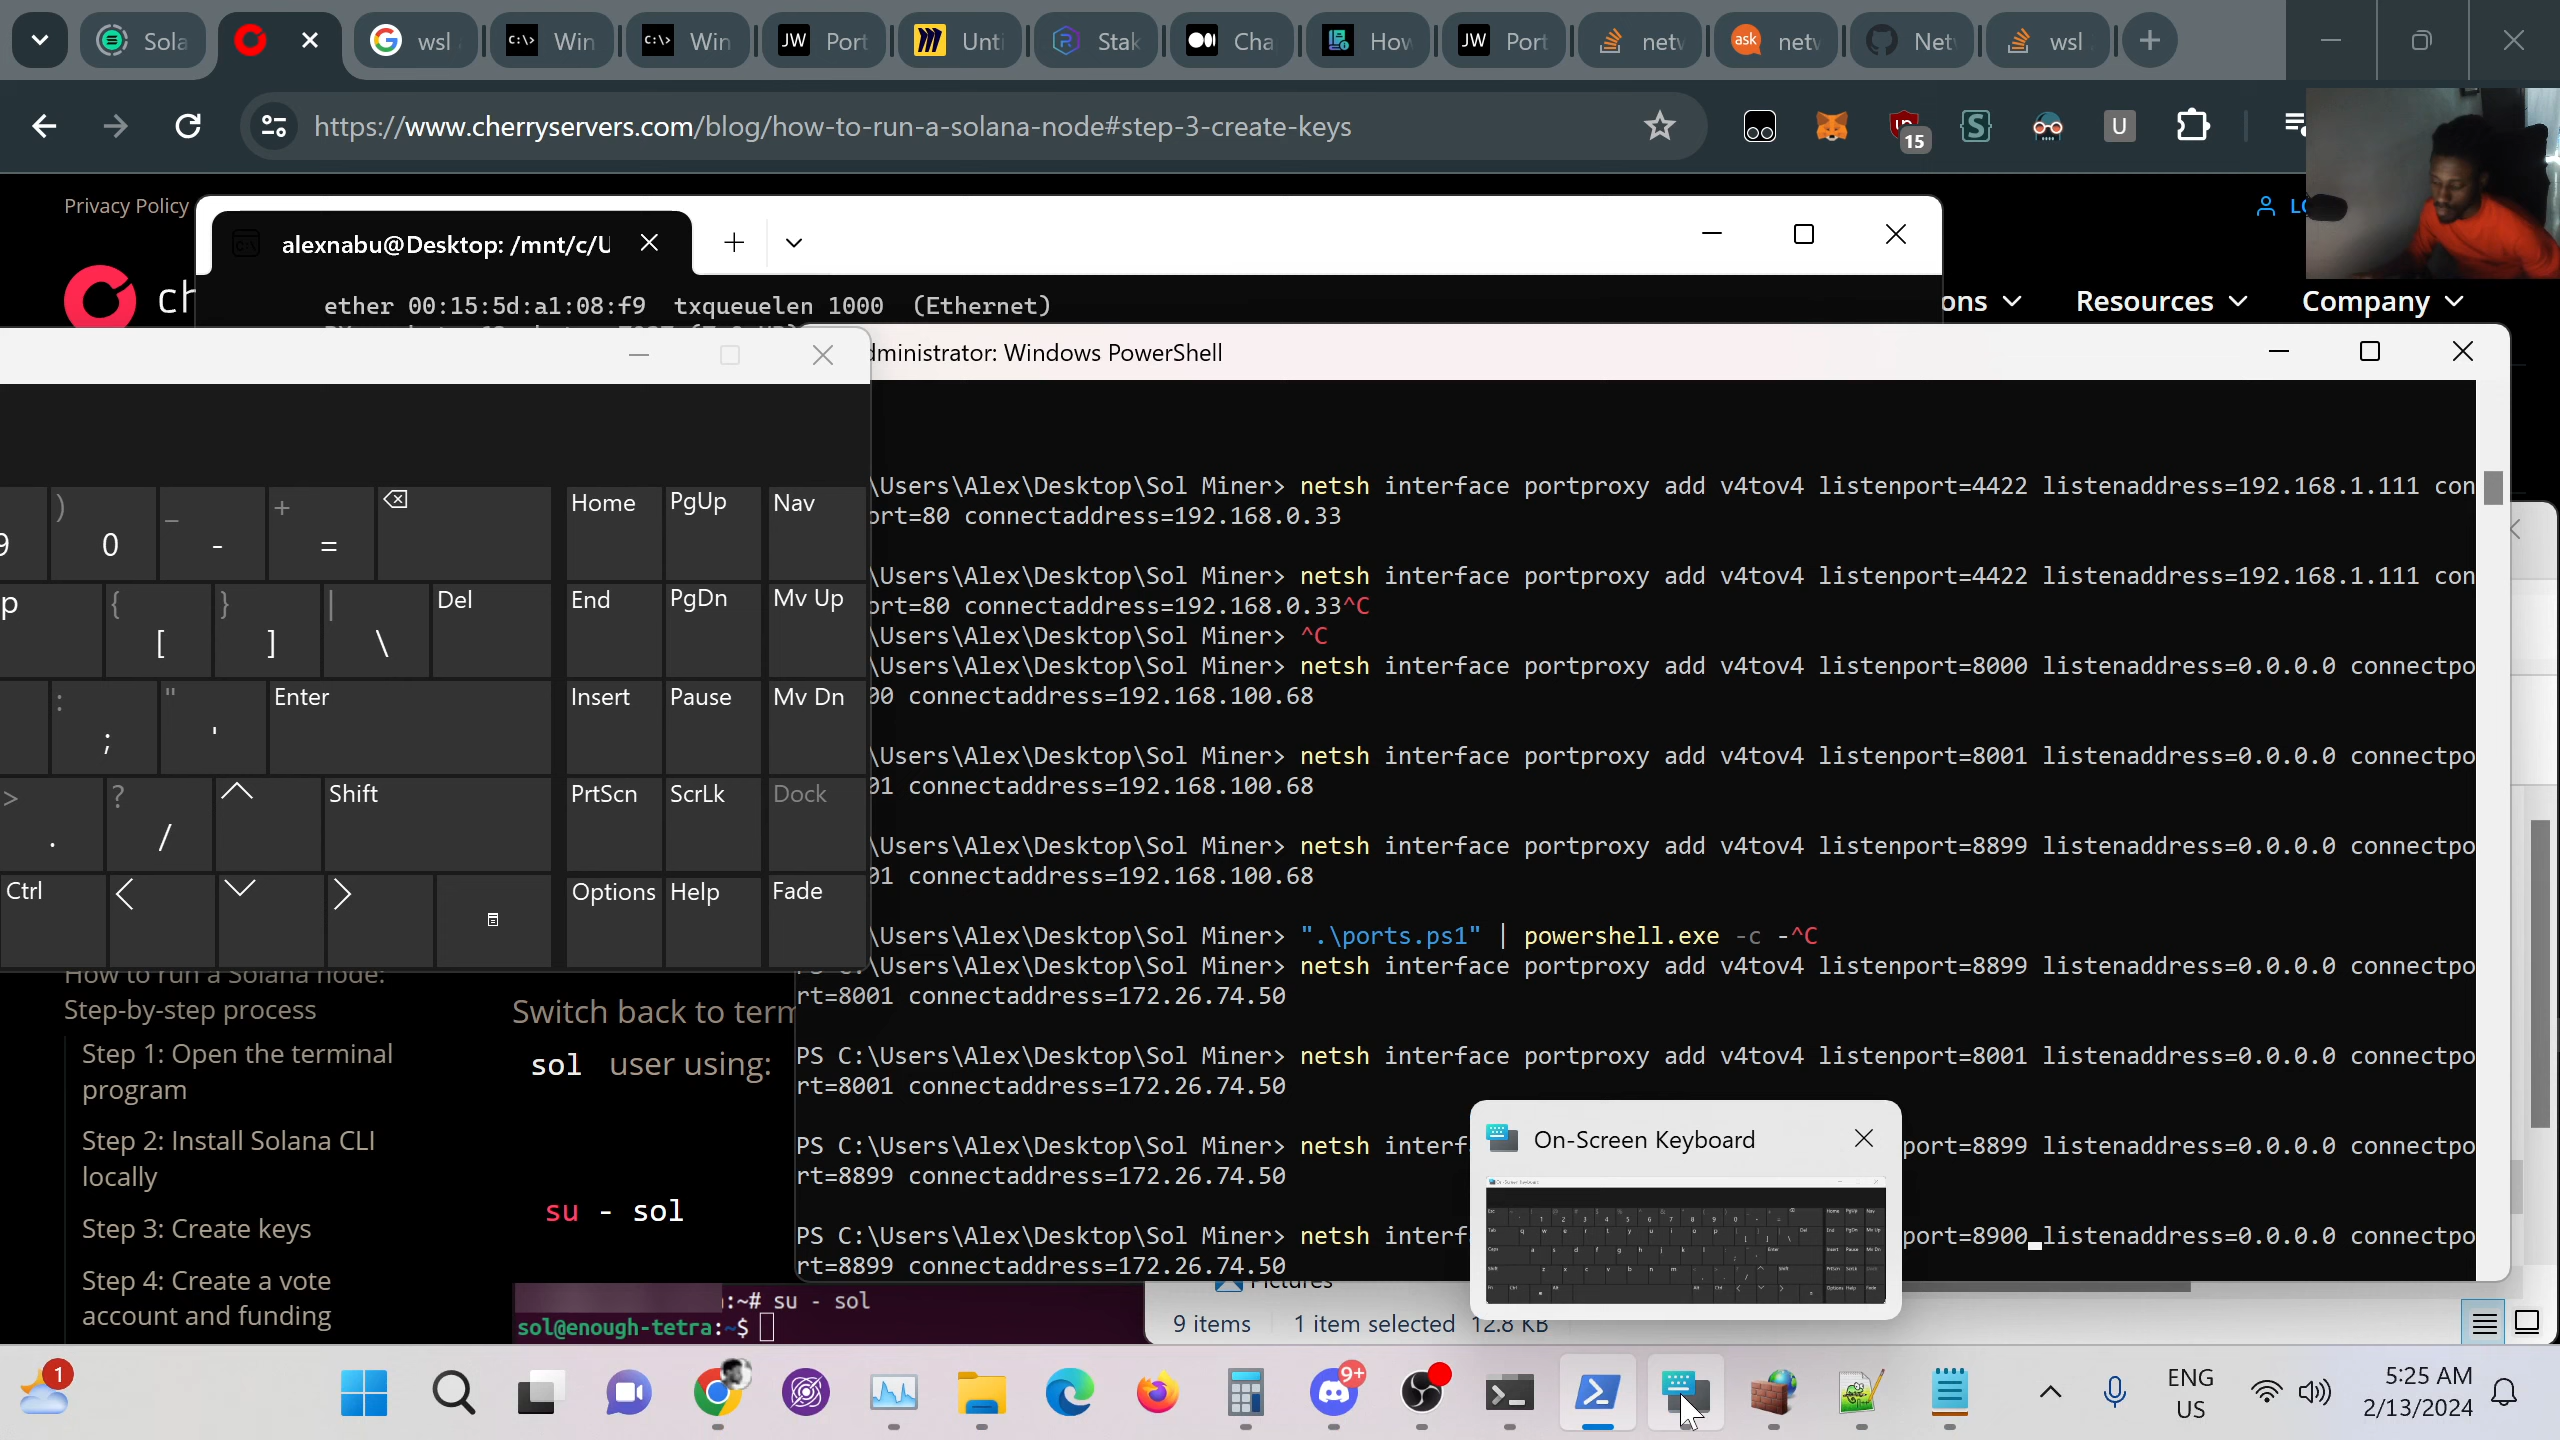 Sola
wsl
Win
Win
JW
Port
Unti
Stak
Cha
How
JW
Port
netw
ask
netw
Net
wsl
https://www.cherryservers.com/blog/how-to-run-a-solana-node#step-3-create-keys
15
U
Privacy Policy
alexnabu@Desktop: /mnt/c/U
ether 00:15:5d:a1:08:f9 txqueuelen 1000 (Ethernet)
ch
ons
Resources
Company
dministrator: Windows PowerShell
\Users\Alex\Desktop\Sol Miner> netsh interface portproxy add v4tov4 listenport=4422 listenaddress=192.168.1.111 con
ort=80 connectaddress=192.168.0.33
\Users\Alex\Desktop\Sol Miner> netsh interface portproxy add v4tov4 listenport=4422 listenaddress=192.168.1.111 con
ort=80 connectaddress=192.168.0.33^C
\Users\Alex\Desktop\Sol Miner> ^C
\Users\Alex\Desktop\Sol Miner> netsh interface portproxy add v4tov4 listenport=8000 listenaddress=0.0.0.0 connectpo
00 connectaddress=192.168.100.68
\Users\Alex\Desktop\Sol Miner> netsh interface portproxy add v4tov4 listenport=8001 listenaddress=0.0.0.0 connectpo
01 connectaddress=192.168.100.68
\Users\Alex\Desktop\Sol Miner> netsh interface portproxy add v4tov4 listenport=8899 listenaddress=0.0.0.0 connectpo
01 connectaddress=192.168.100.68
\Users\Alex\Desktop\Sol Miner> ".\ports.ps1" | powershell.exe -c -^C
\Users\Alex\Desktop\Sol Miner> netsh interface portproxy add v4tov4 listenport=8899 listenaddress=0.0.0.0 connectpo
rt=8001 connectaddress=172.26.74.50
PS C:\Users\Alex\Desktop\Sol Miner> netsh interface portproxy add v4tov4 listenport=8001 listenaddress=0.0.0.0 connectpo
rt=8001 connectaddress=172.26.74.50
PS C:\Users\Alex\Desktop\Sol Miner> netsh interf
port=8899 listenaddress=0.0.0.0 connectpo
rt=8899 connectaddress=172.26.74.50
PS C:\Users\Alex\Desktop\Sol Miner> netsh interf
port=8900 listenaddress=0.0.0.0 connectpo
rt=8899 connectaddress=172.26.74.50
9 ) 0 _ - + =
Home PgUp Nav
p { [ } ] | \ Del
End PgDn Mv Up
: ; " ' Enter
Insert Pause Mv Dn
> . ? / Shift
PrtScn ScrLk Dock
Ctrl
Options Help Fade
How to run a Solana node:
Step-by-step process
Step 1: Open the terminal
program
Step 2: Install Solana CLI
locally
Step 3: Create keys
Step 4: Create a vote
account and funding
Switch back to term
sol user using:
su - sol
:~# su - sol
sol@enough-tetra:~$
On-Screen Keyboard
Pictures
9 items
1 item selected 12.8 KB
1
9+
ENG
US
5:25 AM
2/13/2024